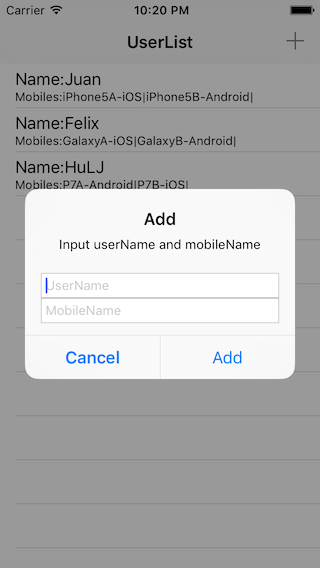 Carrier 10:20 PM
UserList
Name:Juan
Mobiles:iPhone5A-iOS|iPhone5B-Android|
Name:Felix
Mobiles:GalaxyA-iOS|GalaxyB-Android|
Name:HuLJ
Mobiles:P7A-Android|P7B-iOS|
Add
Input userName and mobileName
UserName
MobileName
Cancel Add